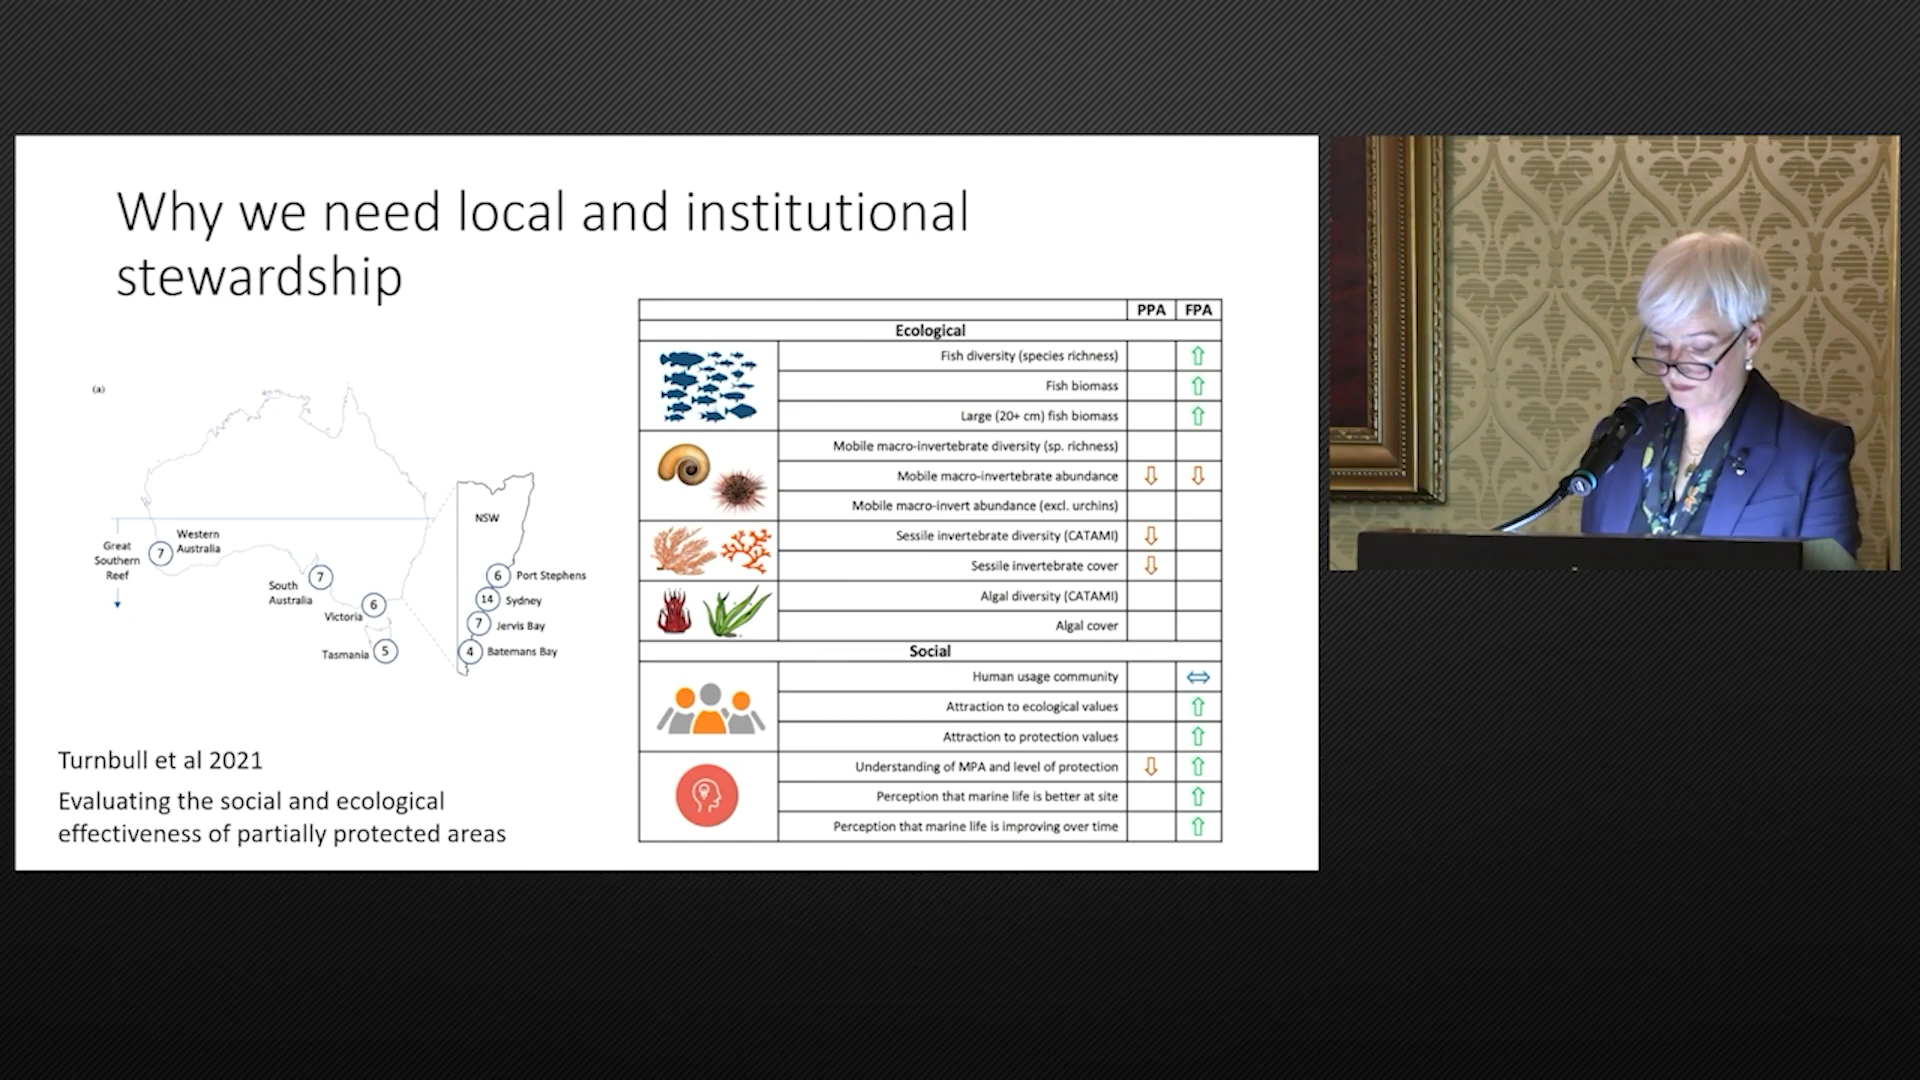 Why we need local and institutional
stewardship
(a)
Great
Southern
Reef
7
Western
Australia
South
Australia
7
Victoria
6
Tasmania
5
NSW
6 Port Stephens
14 Sydney
7 Jervis Bay
4 Batemans Bay
Turnbull et al 2021
Evaluating the social and ecological
effectiveness of partially protected areas
PPA FPA
Ecological
Fish diversity (species richness)
Fish biomass
Large (20+ cm) fish biomass
Mobile macro-invertebrate diversity (sp. richness)
Mobile macro-invertebrate abundance
Mobile macro-invert abundance (excl. urchins)
Sessile invertebrate diversity (CATAMI)
Sessile invertebrate cover
Algal diversity (CATAMI)
Algal cover
Social
Human usage community
Attraction to ecological values
Attraction to protection values
Understanding of MPA and level of protection
Perception that marine life is better at site
Perception that marine life is improving over time